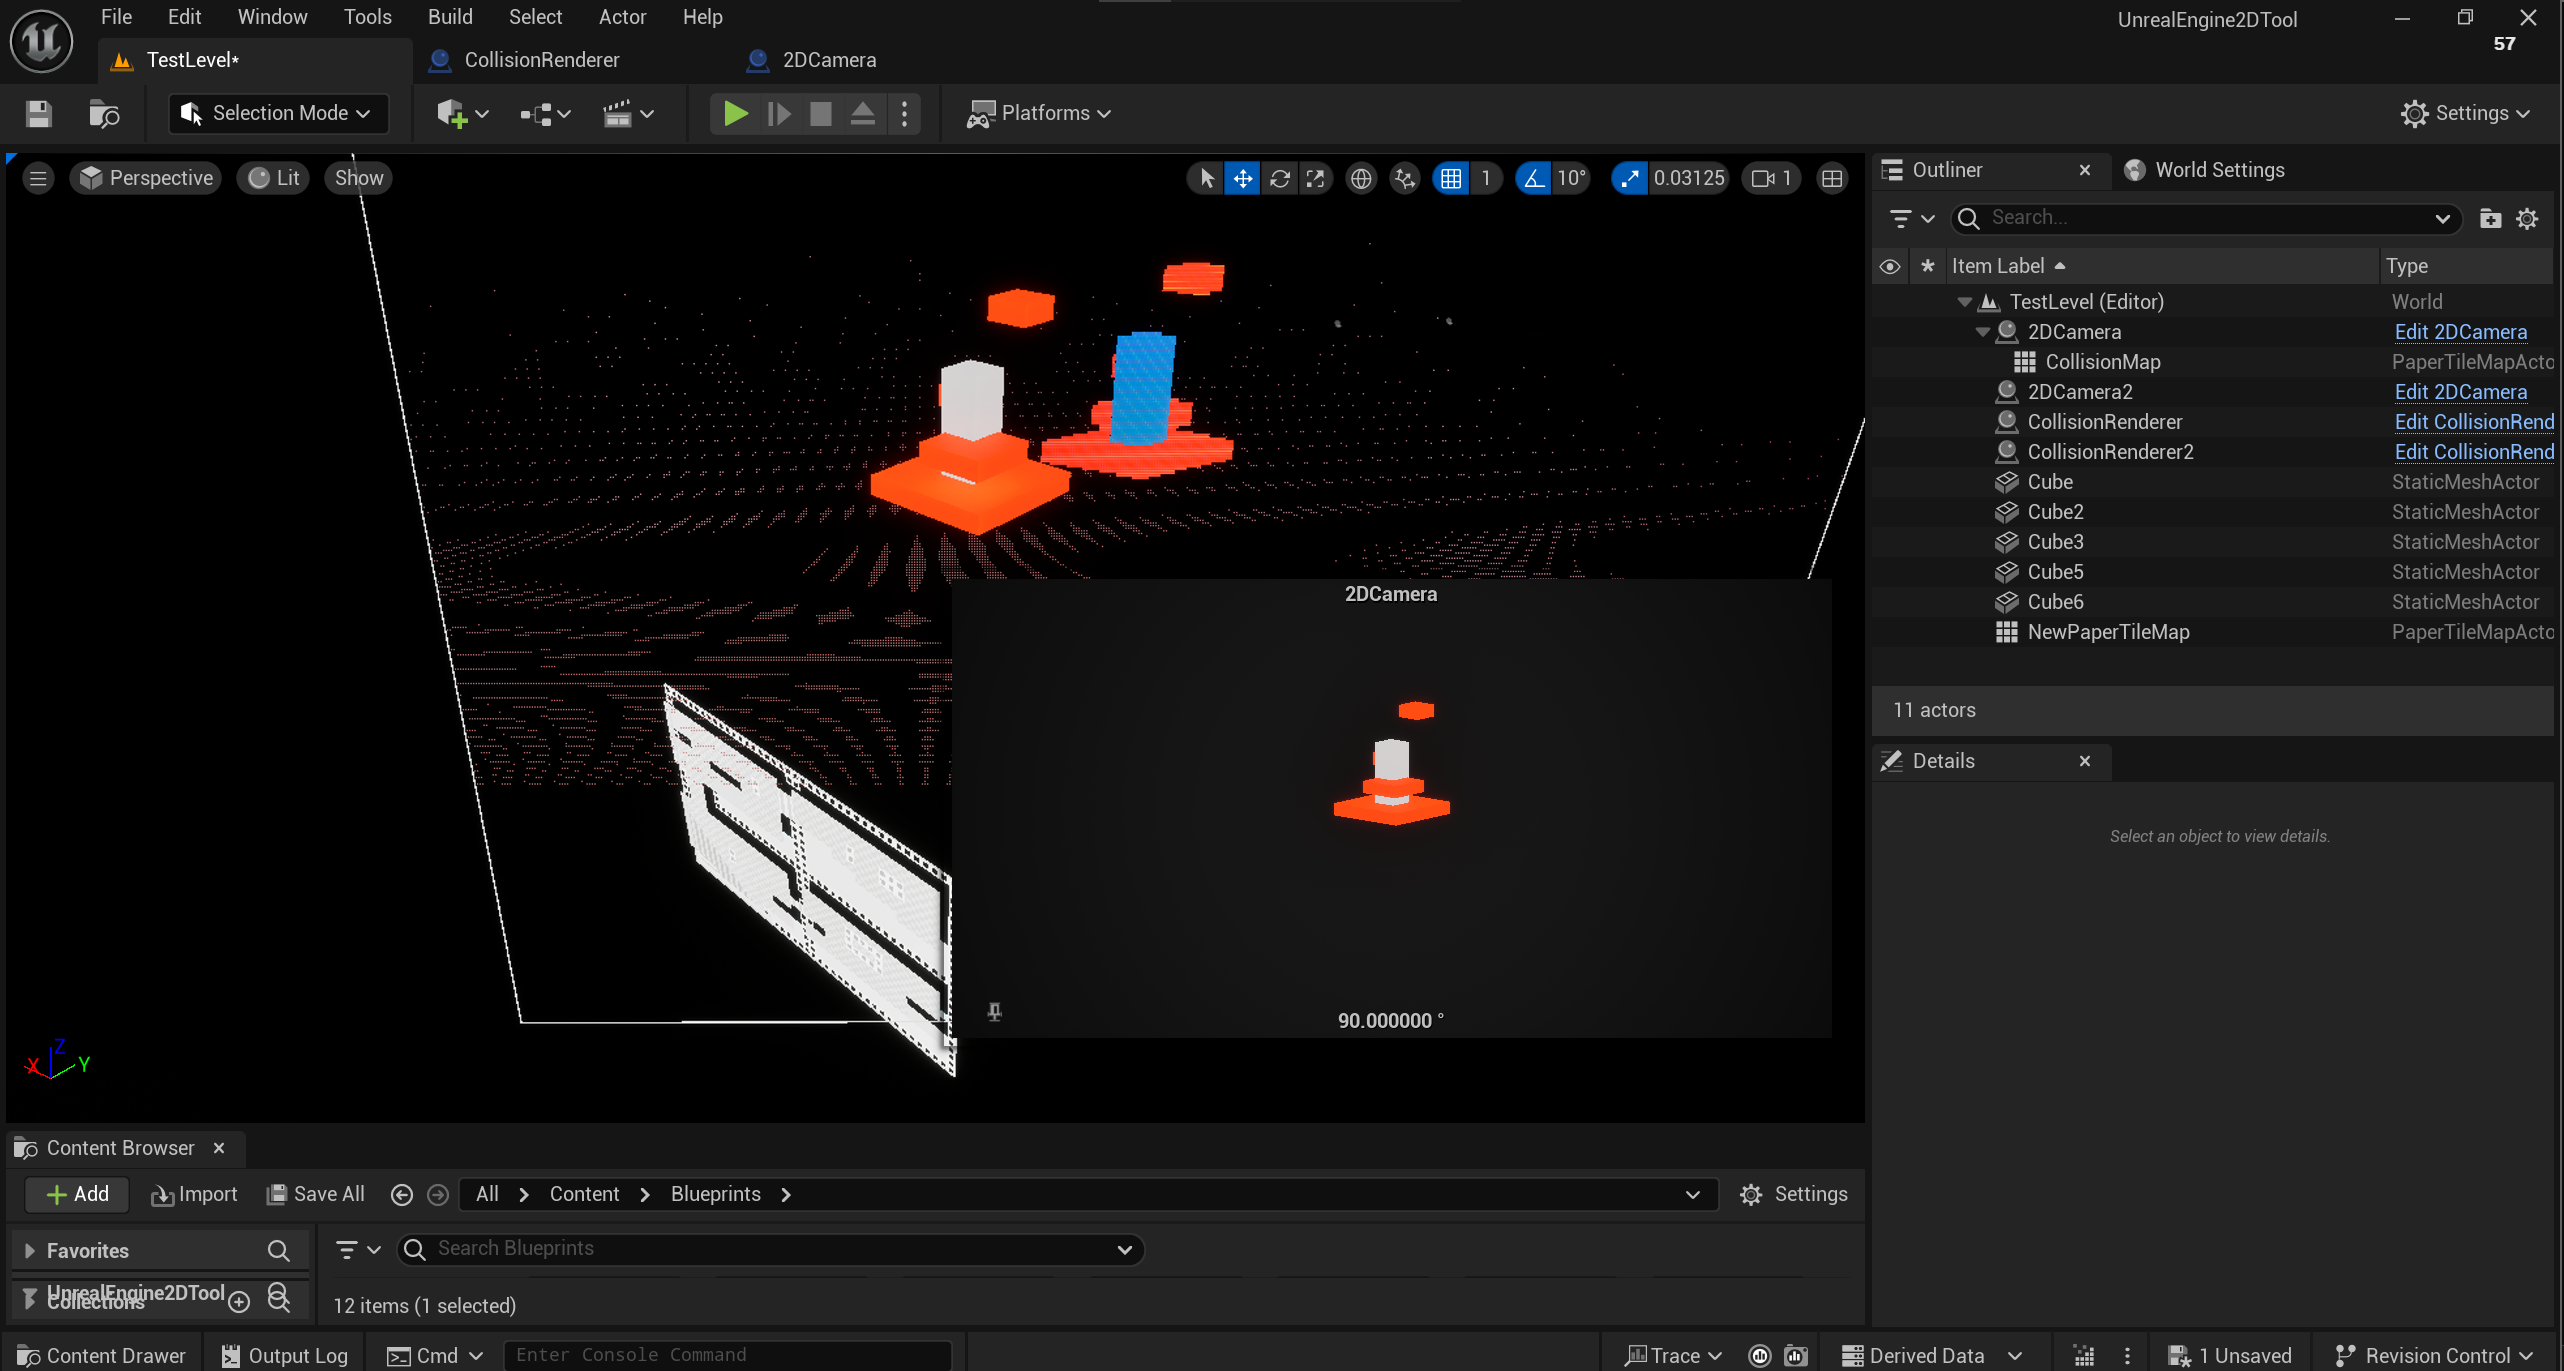 File Edit Window Tools Build Select Actor Help
UnrealEngine2DTool
57
TestLevel*
CollisionRenderer
2DCamera
Selection Mode
Platforms
Settings
Perspective
Lit
Show
1
10°
0.03125
1
Outliner
World Settings
Search...
Item Label
Type
TestLevel (Editor) World
2DCamera Edit 2DCamera
CollisionMap PaperTileMapActo
2DCamera2 Edit 2DCamera
CollisionRenderer Edit CollisionRend
CollisionRenderer2 Edit CollisionRend
Cube StaticMeshActor
Cube2 StaticMeshActor
Cube3 StaticMeshActor
Cube5 StaticMeshActor
Cube6 StaticMeshActor
NewPaperTileMap PaperTileMapActo
11 actors
Details
Select an object to view details.
2DCamera
90.000000 °
X
Z
Y
Content Browser
Add
Import
Save All
All
Content
Blueprints
Settings
Favorites
Search Blueprints
UnrealEngine2DTool
Collections
12 items (1 selected)
Content Drawer
Output Log
Cmd
Enter Console Command
Trace
Derived Data
1 Unsaved
Revision Control